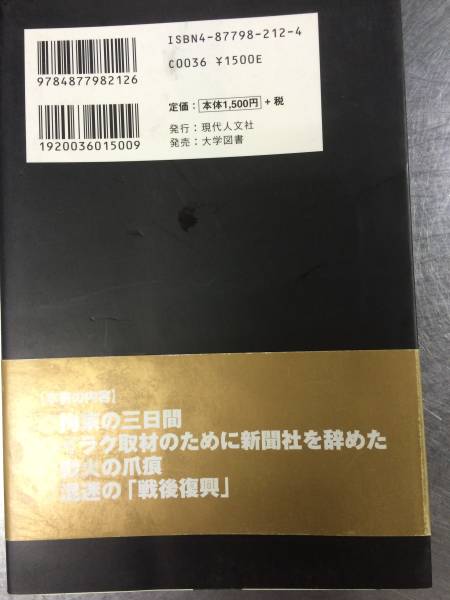 ISBN4-87798-212-4
C0036 ¥1500E
9784877982126
1920036015009
定価：本体1,500円＋税
発行：現代人文社
発売：大学図書
【本書の内容】
拘束の三日間
イラク取材のために新聞社を辞めた
戦火の爪痕
混迷の「戦後復興」